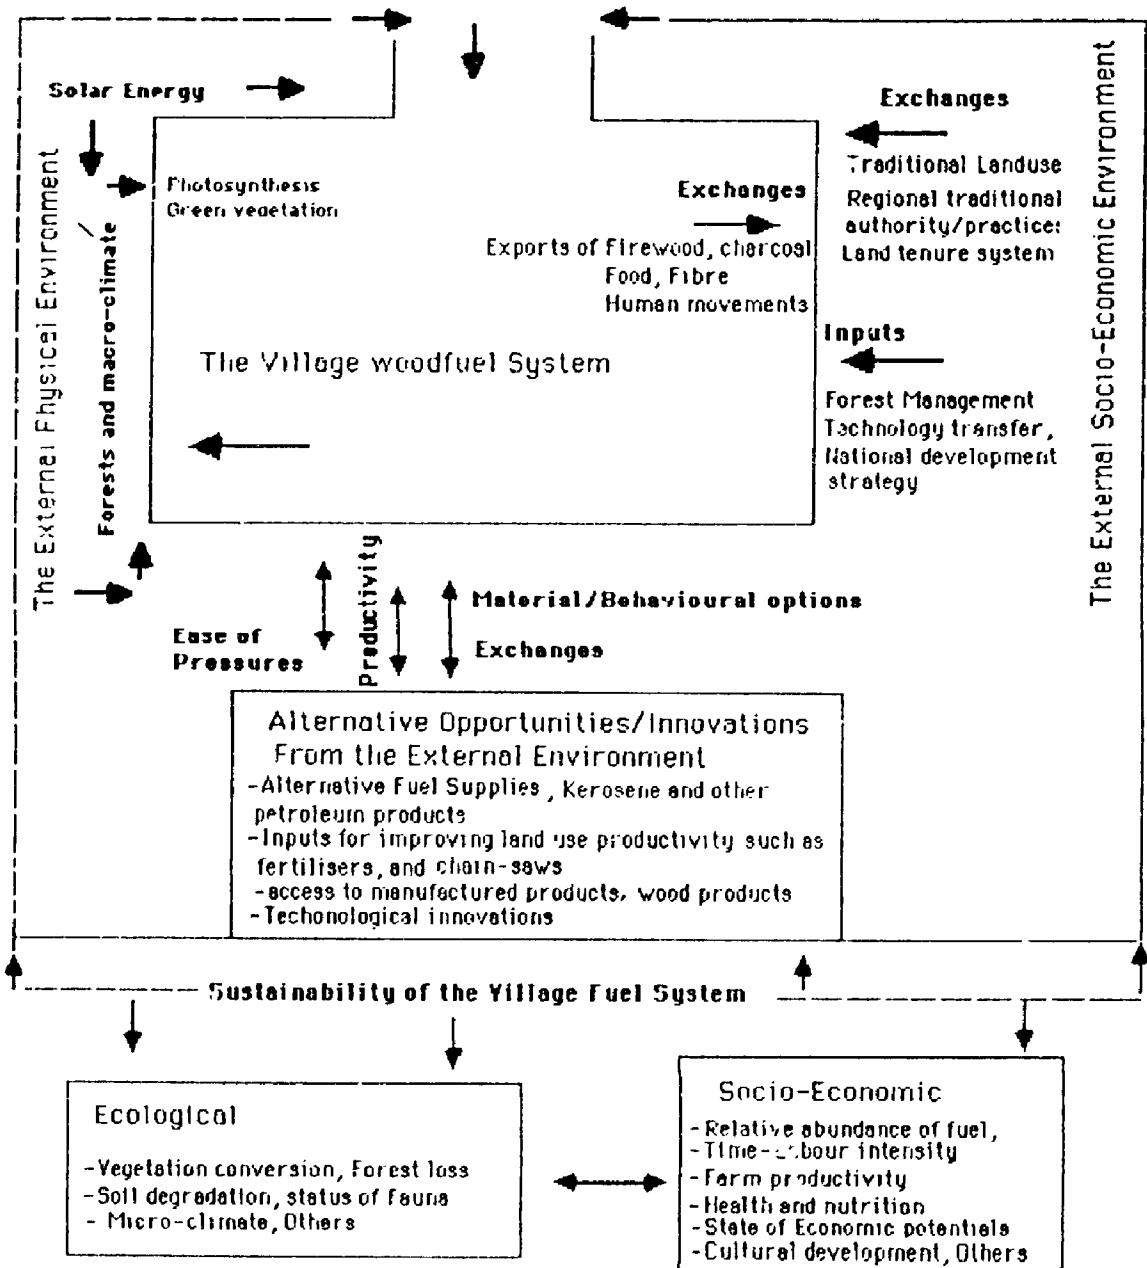 Solar Energy
The External Physical Environment
Forests and macro-climate
Photosynthesis
Green vegetation
Exchanges
Exports of Firewood, charcoal
Food, Fibre
Human movements
The Village woodfuel System
Exchanges
Traditional Landuse
Regional traditional
authority/practice:
Land tenure system
Inputs
Forest Management
Technology transfer,
National development
strategy
The External Socio-Economic Environment
Ease of
Pressures
Productivity
Material/Behavioural options
Exchanges
Alternative Opportunities/Innovations
From the External Environment
-Alternative Fuel Supplies , Kerosene and other
petroleum products
-Inputs for improving land use productivity such as
fertilisers, and chain-saws
-access to manufactured products, wood products
-Techonological innovations
Sustainability of the Village Fuel System
Ecological
-Vegetation conversion, Forest loss
-Soil degradation, status of fauna
- Micro-climate, Others
Socio-Economic
-Relative abundance of fuel,
-Time- intensity
-Farm productivity
-Health and nutrition
-State of Economic potentials
-Cultural development, Others